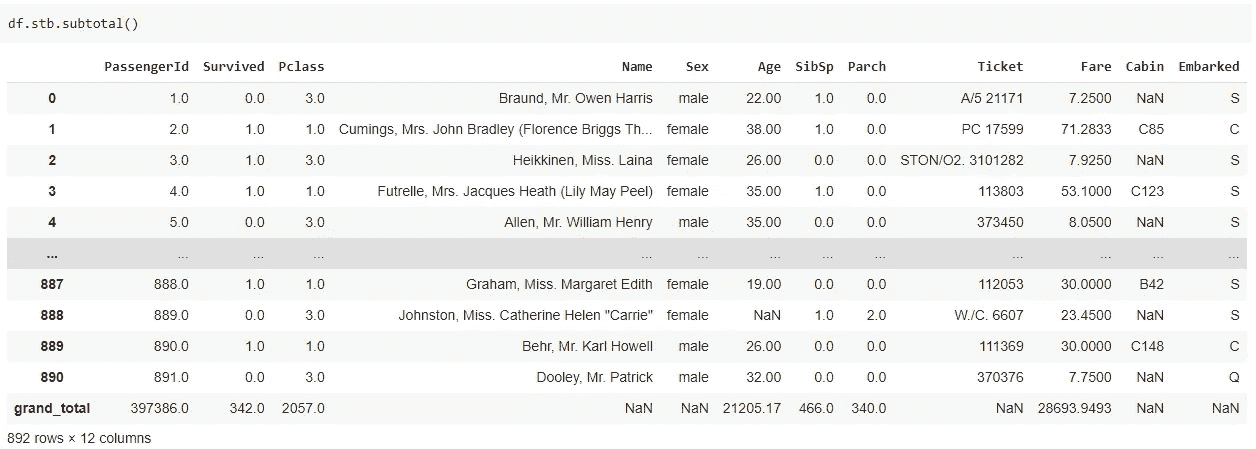 df.stb.subtotal()
PassengerId Survived Pclass Name Sex Age SibSp Parch Ticket Fare Cabin Embarked
0 1.0 0.0 3.0 Braund, Mr. Owen Harris male 22.00 1.0 0.0 A/5 21171 7.2500 NaN S
1 2.0 1.0 1.0 Cumings, Mrs. John Bradley (Florence Briggs Th... female 38.00 1.0 0.0 PC 17599 71.2833 C85 C
2 3.0 1.0 3.0 Heikkinen, Miss. Laina female 26.00 0.0 0.0 STON/O2. 3101282 7.9250 NaN S
3 4.0 1.0 1.0 Futrelle, Mrs. Jacques Heath (Lily May Peel) female 35.00 1.0 0.0 113803 53.1000 C123 S
4 5.0 0.0 3.0 Allen, Mr. William Henry male 35.00 0.0 0.0 373450 8.0500 NaN S
... ... ... ... ... ... ... ... ... ... ... ... ...
887 888.0 1.0 1.0 Graham, Miss. Margaret Edith female 19.00 0.0 0.0 112053 30.0000 B42 S
888 889.0 0.0 3.0 Johnston, Miss. Catherine Helen "Carrie" female NaN 1.0 2.0 W./C. 6607 23.4500 NaN S
889 890.0 1.0 1.0 Behr, Mr. Karl Howell male 26.00 0.0 0.0 111369 30.0000 C148 C
890 891.0 0.0 3.0 Dooley, Mr. Patrick male 32.00 0.0 0.0 370376 7.7500 NaN Q
grand_total 397386.0 342.0 2057.0 NaN NaN 21205.17 466.0 340.0 NaN 28693.9493 NaN NaN
892 rows × 12 columns